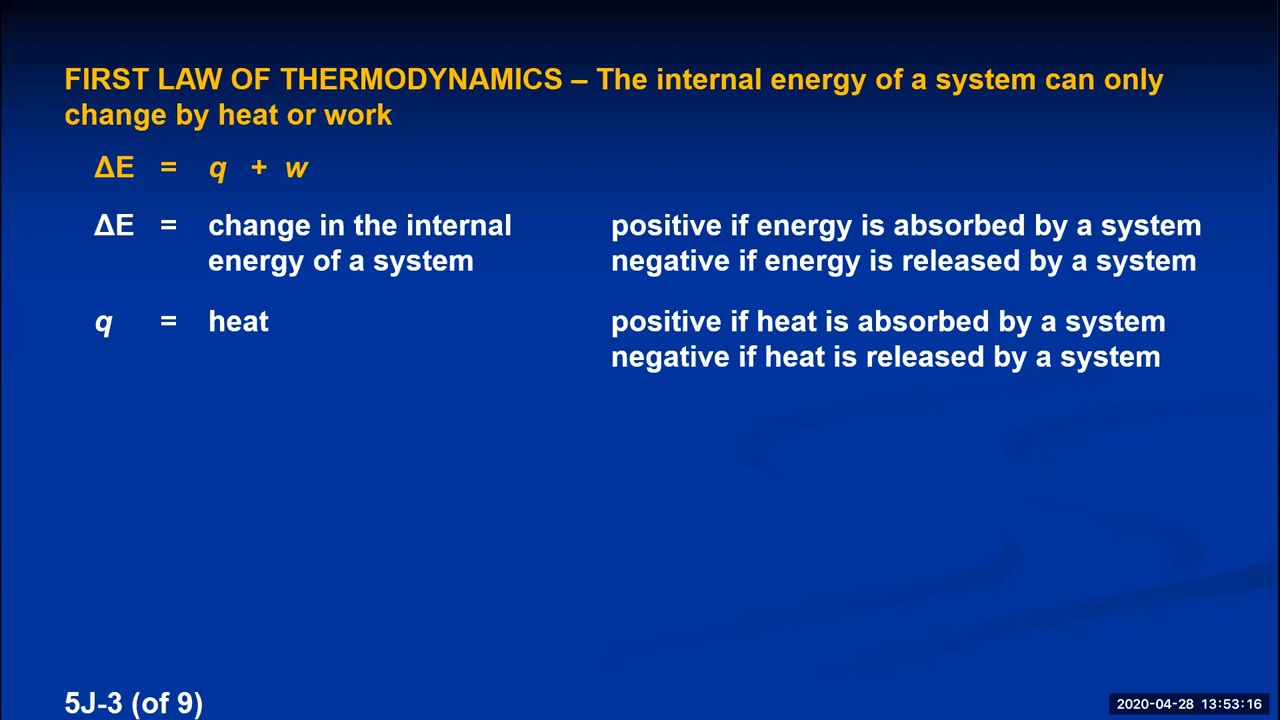 FIRST LAW OF THERMODYNAMICS – The internal energy of a system can only
change by heat or work
ΔE = q + w
ΔE = change in the internal positive if energy is absorbed by a system
energy of a system negative if energy is released by a system
q = heat positive if heat is absorbed by a system
negative if heat is released by a system
5J-3 (of 9)
2020-04-28 13:53:16